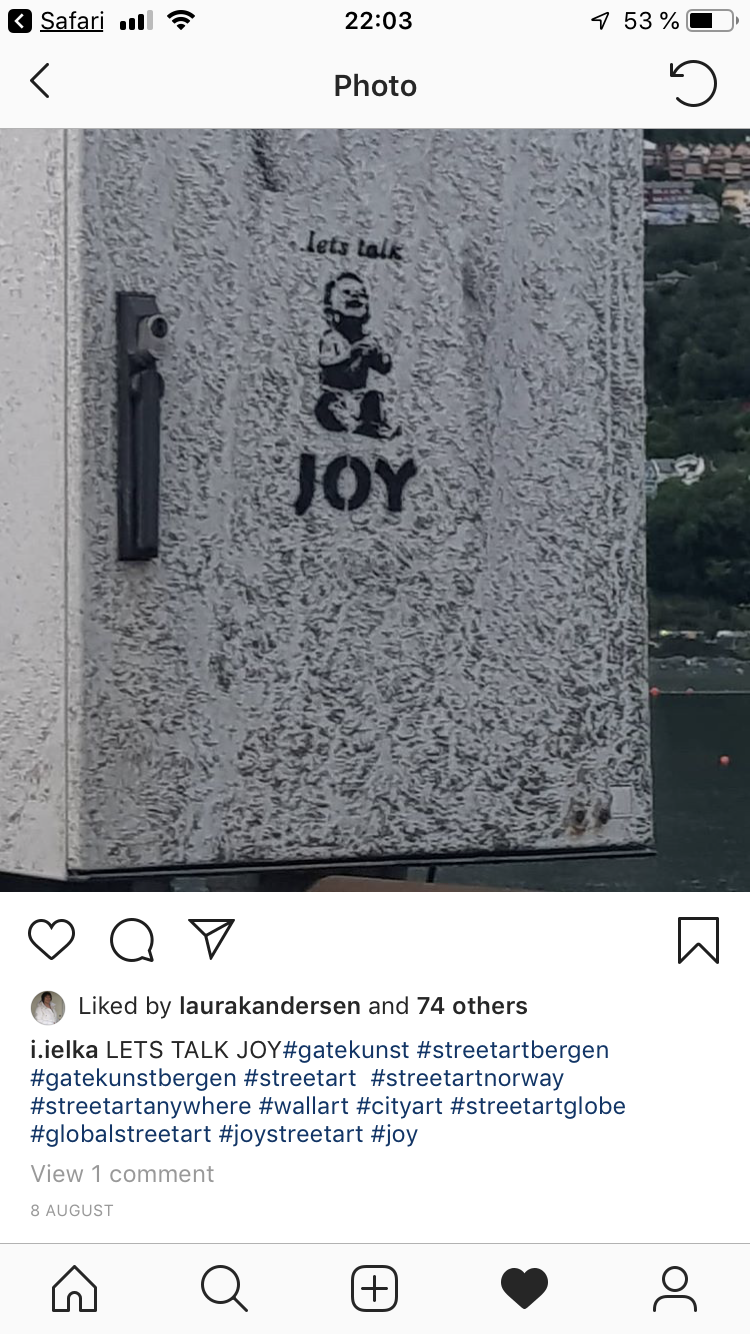 Safari 22:03 53 %
Photo
lets talk
JOY
Liked by laurakandersen and 74 others
i.ielka LETS TALK JOY#gatekunst #streetartbergen
#gatekunstbergen #streetart #streetartnorway
#streetartanywhere #wallart #cityart #streetartglobe
#globalstreetart #joystreetart #joy
View 1 comment
8 AUGUST